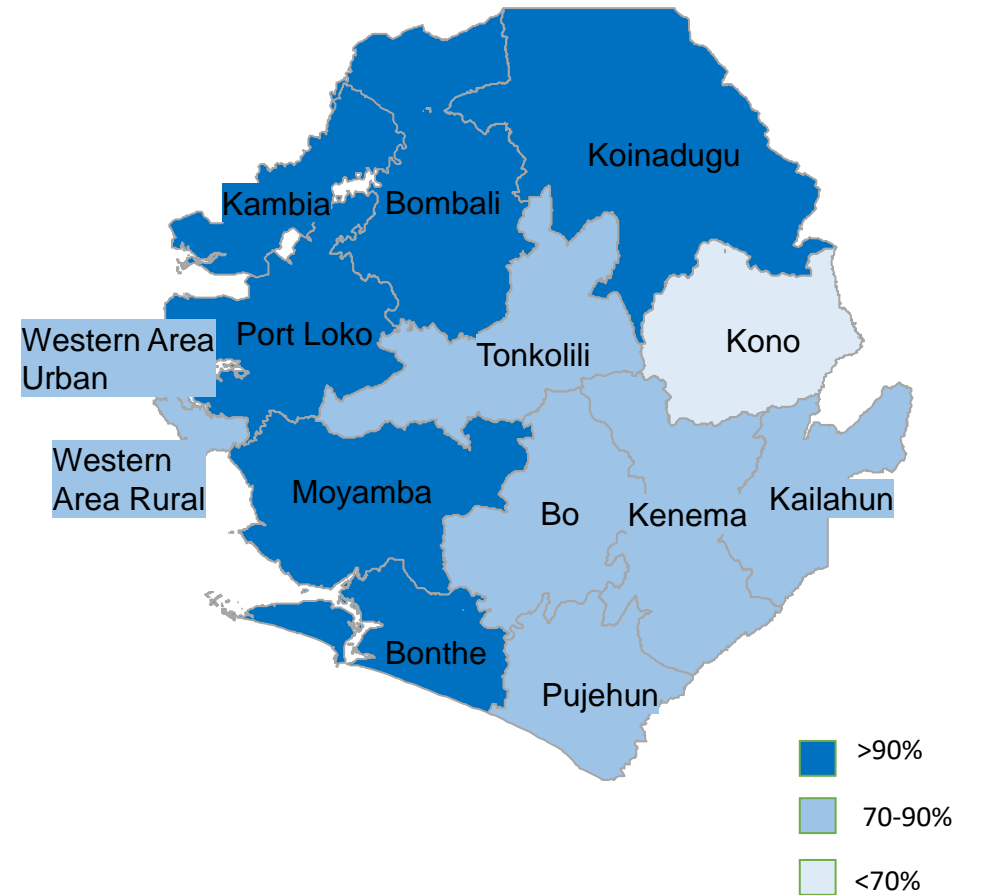 Koinadugu
Kambia
Bombali
Western Area
Urban
Port Loko
Tonkolili
Kono
Western
Area Rural
Moyamba
Bo
Kenema
Kailahun
Bonthe
Pujehun
>90%
70-90%
<70%